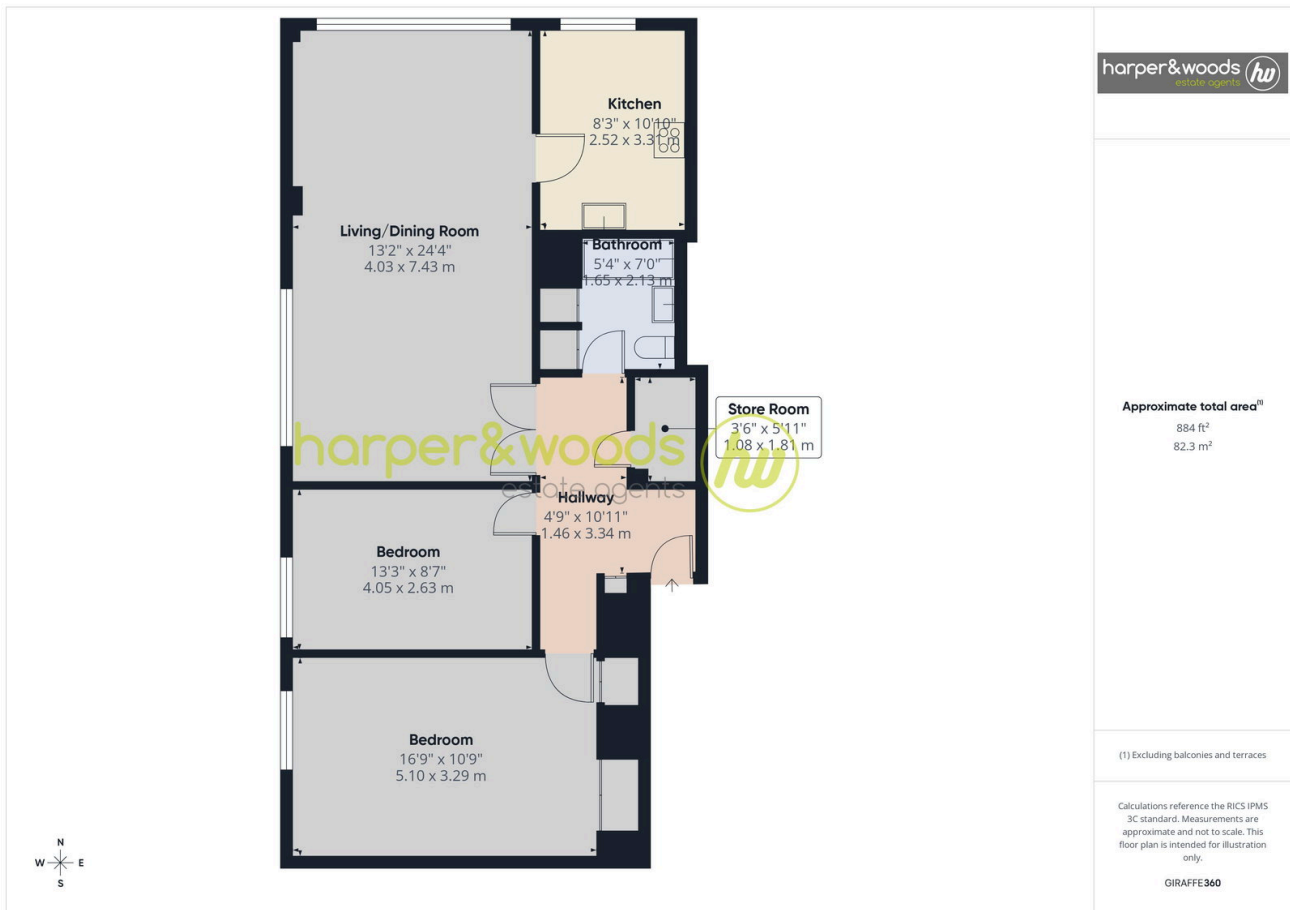 Kitchen
8'3" x 10'10"
2.52 x 3.31 m
Living/Dining Room
13'2" x 24'4"
4.03 x 7.43 m
Bathroom
5'4" x 7'0"
1.65 x 2.13 m
Store Room
3'6" x 5'11"
1.08 x 1.81 m
harper&woods hw
estate agents
Hallway
4'9" x 10'11"
1.46 x 3.34 m
Bedroom
13'3" x 8'7"
4.05 x 2.63 m
Bedroom
16'9" x 10'9"
5.10 x 3.29 m
N
W E
S
harper&woods hw
estate agents
Approximate total area(1)
884 ft²
82.3 m²
(1) Excluding balconies and terraces
Calculations reference the RICS IPMS
3C standard. Measurements are
approximate and not to scale. This
floor plan is intended for illustration
only.
GIRAFFE360